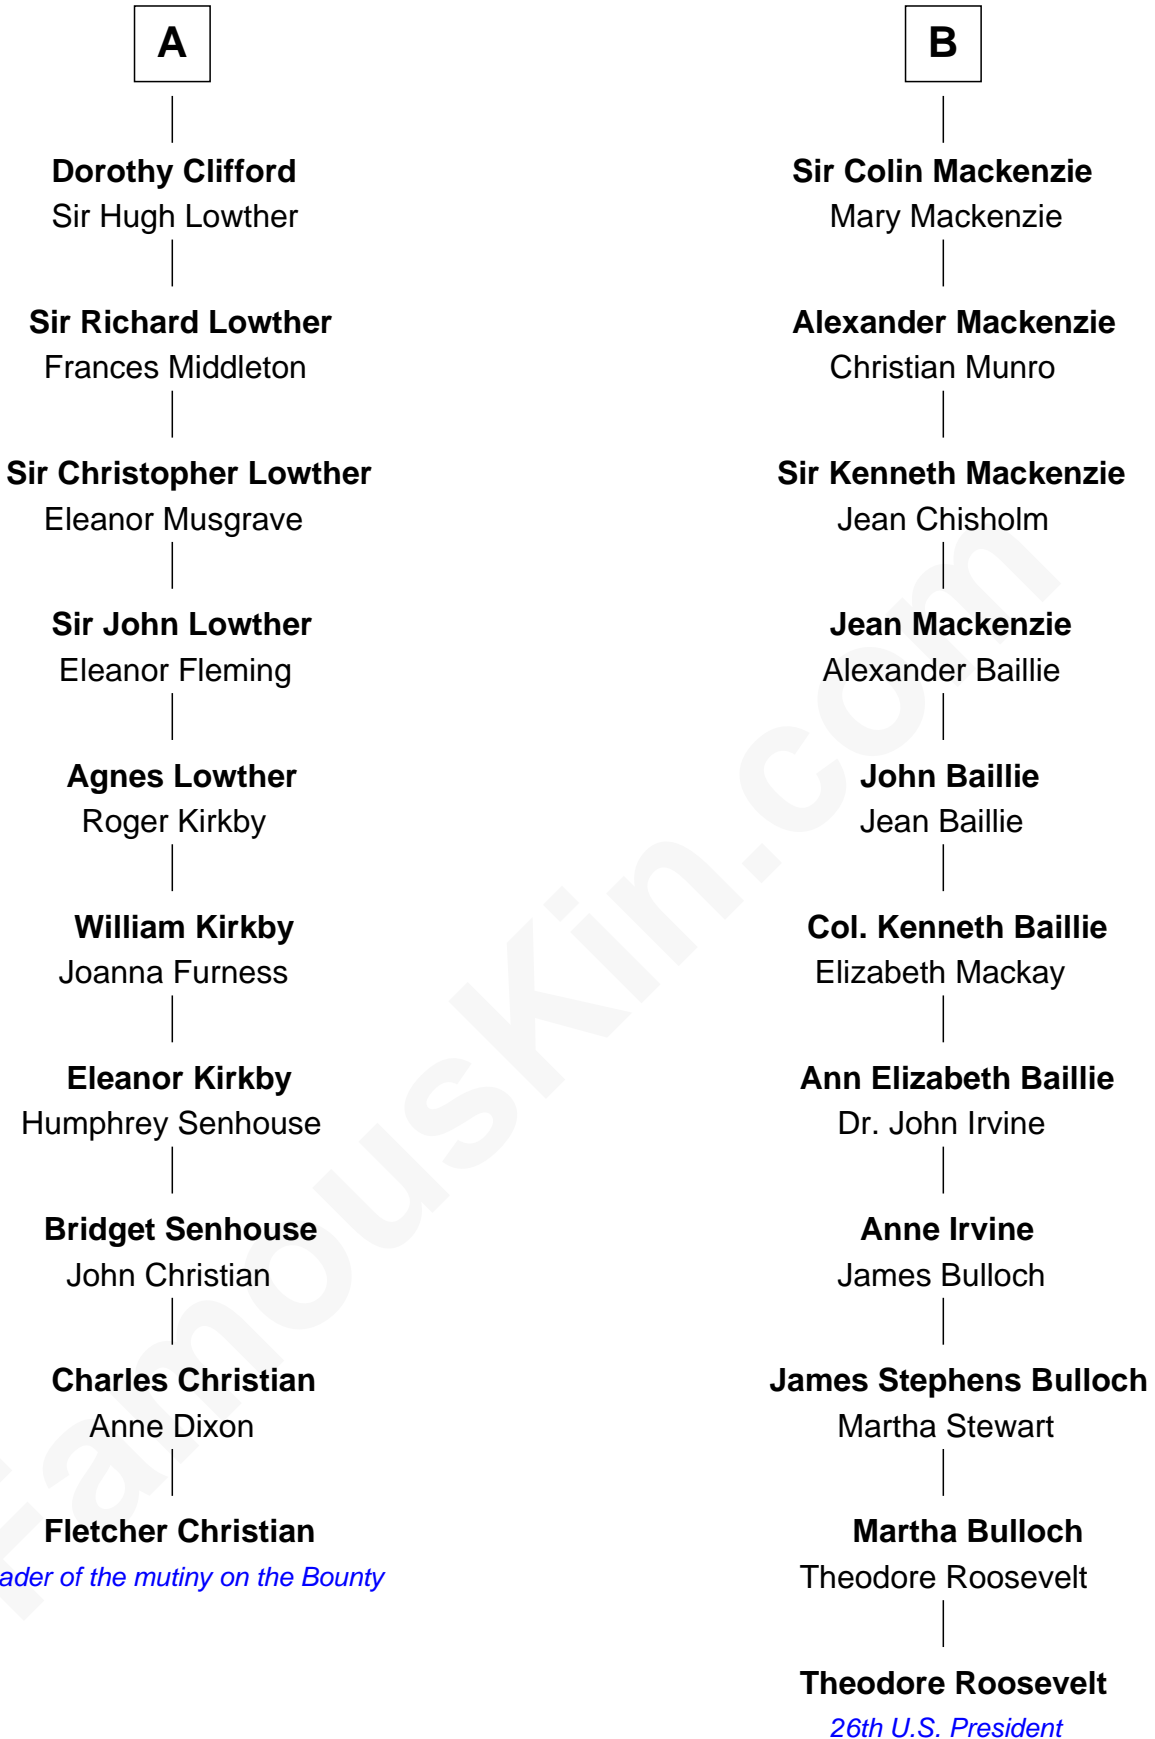 A
Dorothy Clifford
Sir Hugh Lowther
Sir Richard Lowther
Frances Middleton
Sir Christopher Lowther
Eleanor Musgrave
Sir John Lowther
Eleanor Fleming
Agnes Lowther
Roger Kirkby
William Kirkby
Joanna Furness
Eleanor Kirkby
Humphrey Senhouse
Bridget Senhouse
John Christian
Charles Christian
Anne Dixon
Fletcher Christian
ader of the mutiny on the Bounty
B
Sir Colin Mackenzie
Mary Mackenzie
Alexander Mackenzie
Christian Munro
Sir Kenneth Mackenzie
Jean Chisholm
Jean Mackenzie
Alexander Baillie
John Baillie
Jean Baillie
Col. Kenneth Baillie
Elizabeth Mackay
Ann Elizabeth Baillie
Dr. John Irvine
Anne Irvine
James Bulloch
James Stephens Bulloch
Martha Stewart
Martha Bulloch
Theodore Roosevelt
Theodore Roosevelt
26th U.S. President
FamousKin.com